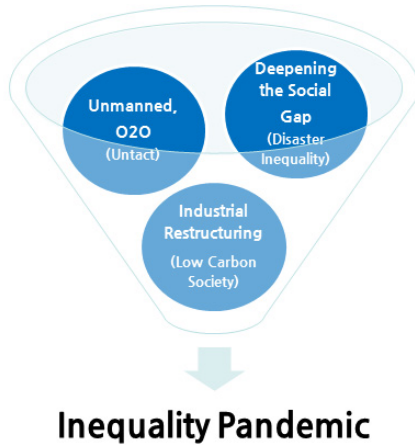 Unmanned,
O2O
(Untact)
Deepening
the Social
Gap
(Disaster
Inequality)
Industrial
Restructuring
(Low Carbon
Society)
Inequality Pandemic